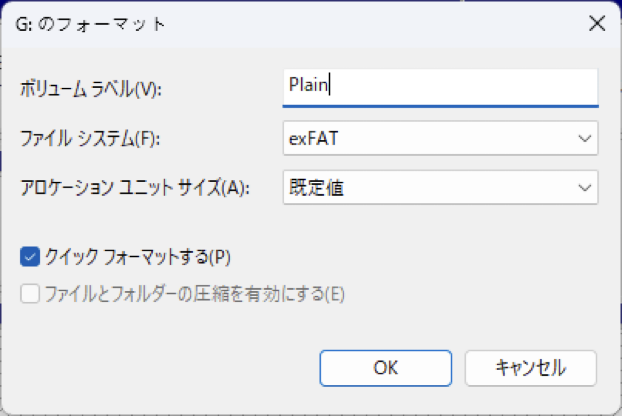 G: のフォーマット
ボリューム ラベル(V):
Plain
ファイル システム(F):
exFAT
アロケーション ユニット サイズ(A):
既定値
クイック フォーマットする(P)
ファイルとフォルダーの圧縮を有効にする(E)
OK
キャンセル